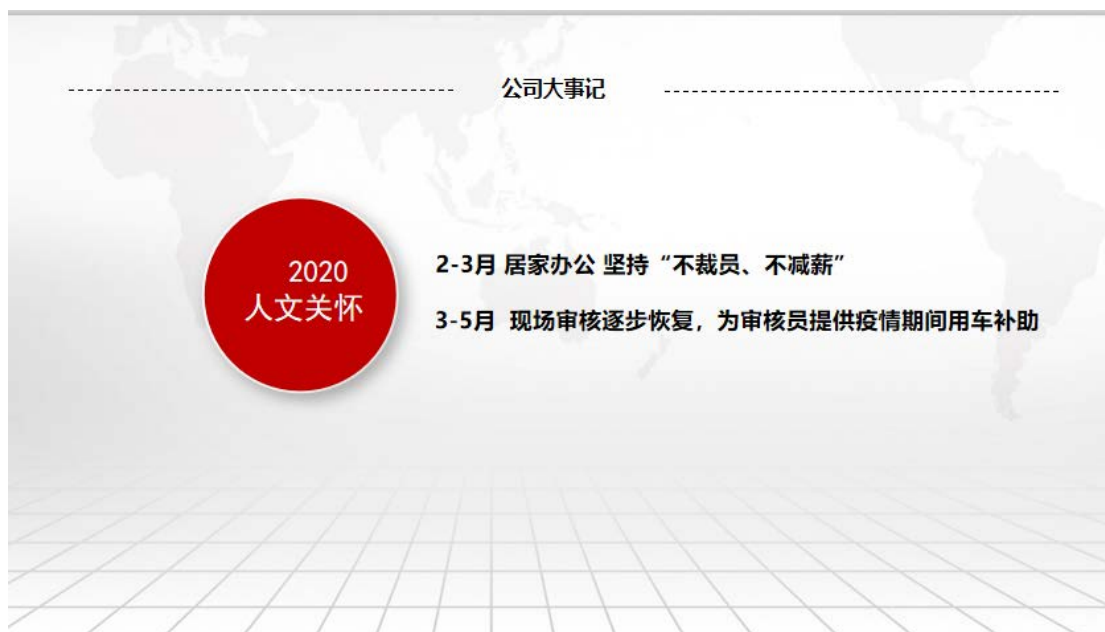 公司大事记
2020
人文关怀
2-3月 居家办公 坚持“不裁员、不减薪”
3-5月 现场审核逐步恢复，为审核员提供疫情期间用车补助